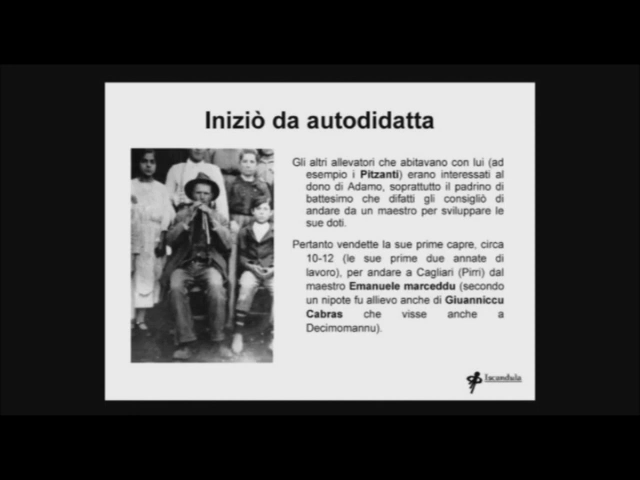 Iniziò da autodidatta
Gli altri allevatori che abitavano con lui (ad
esempio i Pitzanti) erano interessati al
dono di Adamo, soprattutto il padrino di
battesimo che difatti gli consigliò di
andare da un maestro per sviluppare le
sue doti.
Pertanto vendette la sue prime capre, circa
10-12 (le sue prime due annate di
lavoro), per andare a Cagliari (Pirri) dal
maestro Emanuele marceddu (secondo
un nipote fu allievo anche di Giuanniccu
Cabras che visse anche a
Decimomannu).
Iscandula